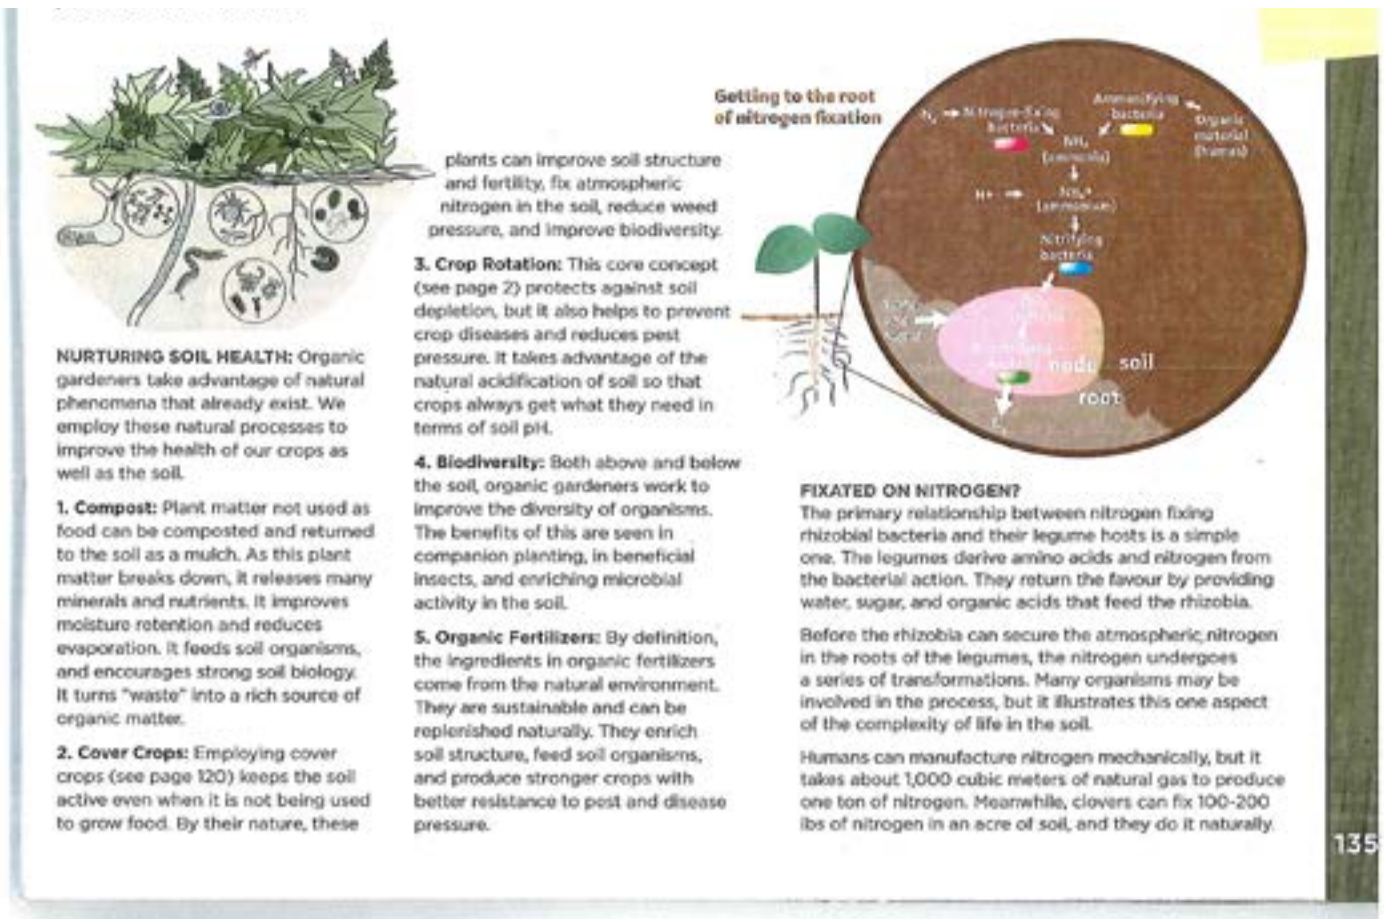 NURTURING SOIL HEALTH: Organic
gardeners take advantage of natural
phenomena that already exist. We
employ these natural processes to
improve the health of our crops as
well as the soil.
1. Compost: Plant matter not used as
food can be composted and returned
to the soil as a mulch. As this plant
matter breaks down, it releases many
minerals and nutrients. It improves
moisture retention and reduces
evaporation. It feeds soil organisms,
and encourages strong soil biology.
It turns "waste" into a rich source of
organic matter.
2. Cover Crops: Employing cover
crops (see page 120) keeps the soil
active even when it is not being used
to grow food. By their nature, these
plants can improve soil structure
and fertility, fix atmospheric
nitrogen in the soil, reduce weed
pressure, and improve biodiversity.
3. Crop Rotation: This core concept
(see page 2) protects against soil
depletion, but it also helps to prevent
crop diseases and reduces pest
pressure. It takes advantage of the
natural acidification of soil so that
crops always get what they need in
terms of soil pH.
4. Biodiversity: Both above and below
the soil, organic gardeners work to
improve the diversity of organisms.
The benefits of this are seen in
companion planting, in beneficial
insects, and enriching microbial
activity in the soil.
5. Organic Fertilizers: By definition,
the ingredients in organic fertilizers
come from the natural environment.
They are sustainable and can be
replenished naturally. They enrich
soil structure, feed soil organisms,
and produce stronger crops with
better resistance to pest and disease
pressure.
Getting to the root
of nitrogen fixation
N₂
Nitrogen-fixing
bacteria
Ammonifying
bacteria
Organic
material
(humus)
NH₃
(ammonia)
H+
NH₄+
(ammonium)
Nitrifying
bacteria
soil
root
FIXATED ON NITROGEN?
The primary relationship between nitrogen fixing
rhizobial bacteria and their legume hosts is a simple
one. The legumes derive amino acids and nitrogen from
the bacterial action. They return the favour by providing
water, sugar, and organic acids that feed the rhizobia.
Before the rhizobia can secure the atmospheric nitrogen
in the roots of the legumes, the nitrogen undergoes
a series of transformations. Many organisms may be
involved in the process, but it illustrates this one aspect
of the complexity of life in the soil.
Humans can manufacture nitrogen mechanically, but it
takes about 1,000 cubic meters of natural gas to produce
one ton of nitrogen. Meanwhile, clovers can fix 100-200
lbs of nitrogen in an acre of soil, and they do it naturally.
135